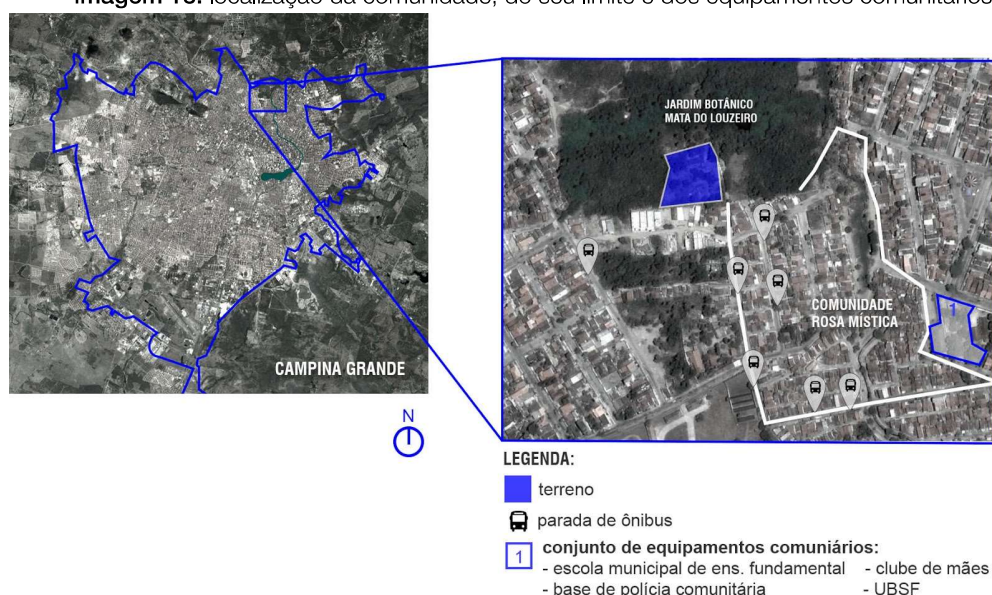 Imagem 18: localização da comunidade, do seu limite e dos equipamentos comunitários
JARDIM BOTÂNICO
MATA DO LOUZEIRO
COMUNIDADE
ROSA MÍSTICA
1
CAMPINA GRANDE
N
LEGENDA:
terreno
parada de ônibus
1
conjunto de equipamentos comuniários:
- escola municipal de ens. fundamental - clube de mães
- base de polícia comunitária - UBSF